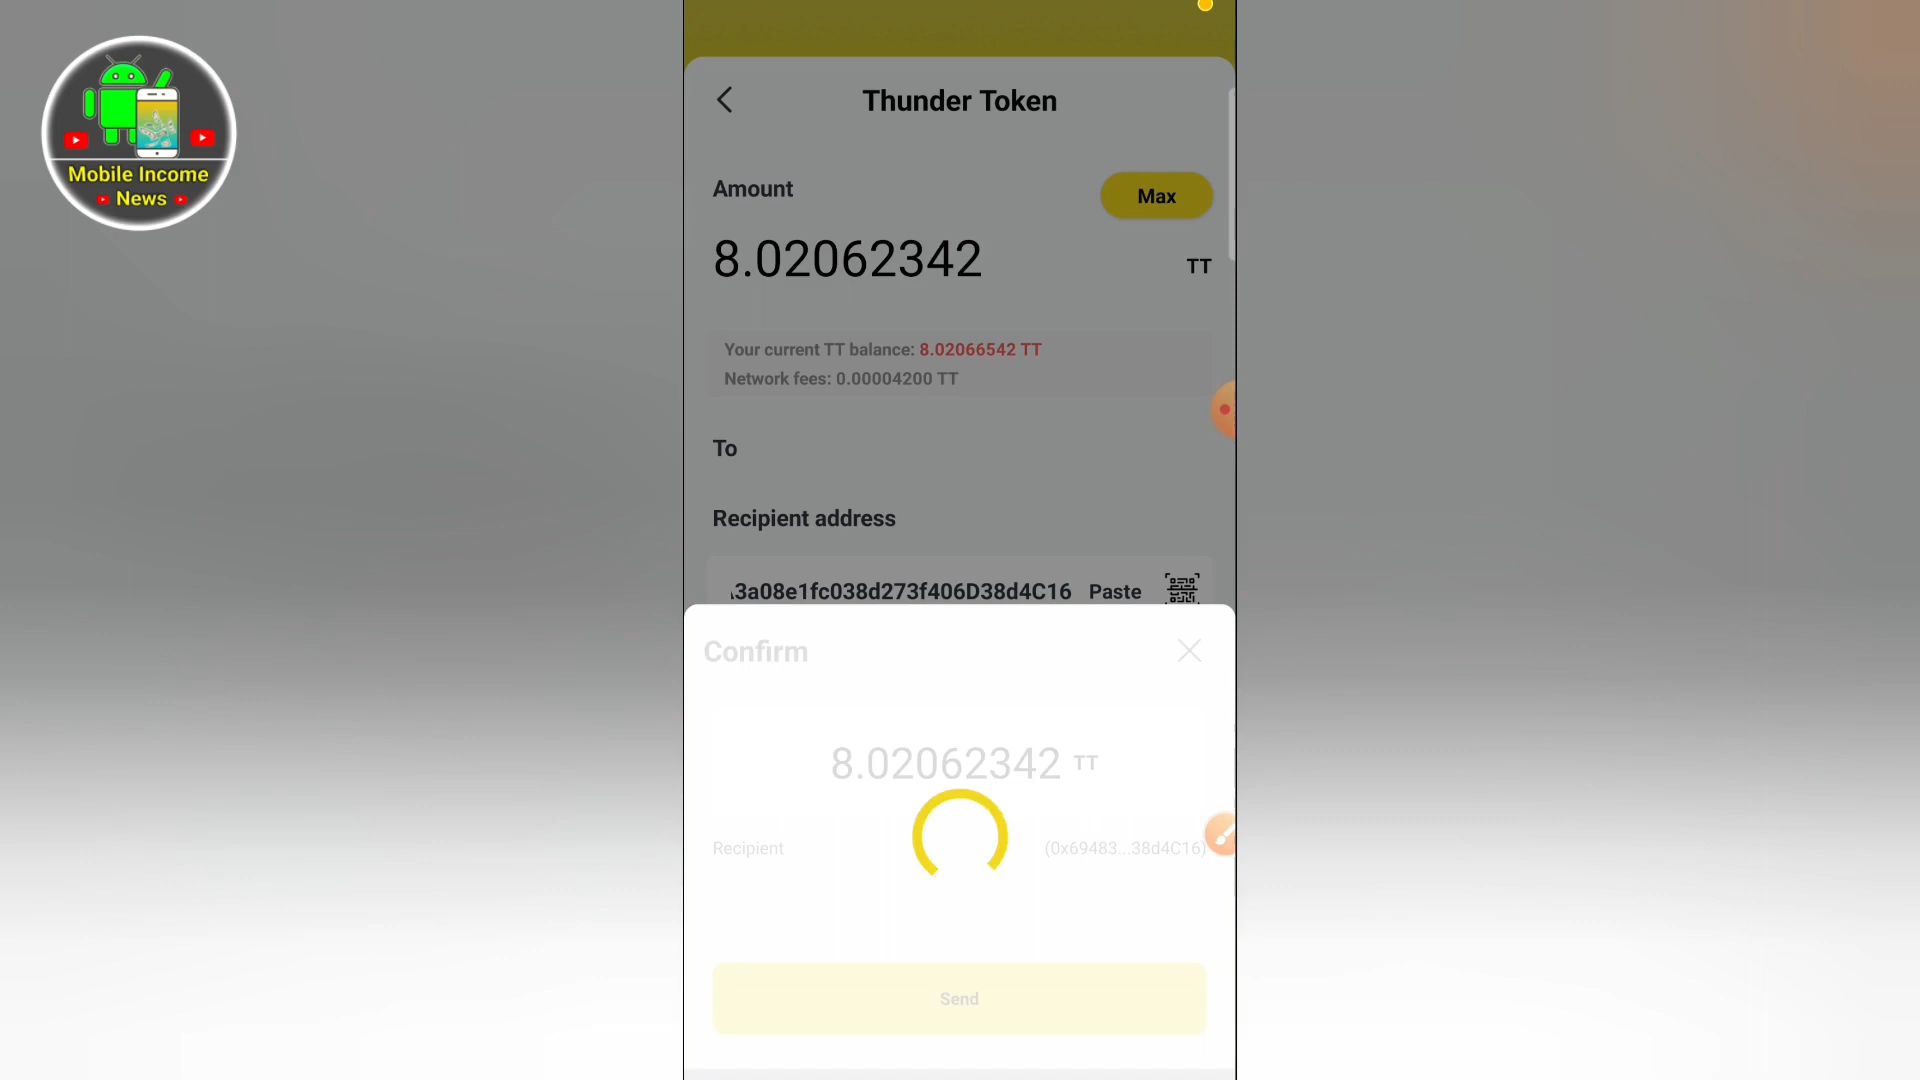 Mobile Income
News
Thunder Token
Amount
Max
8.02062342
TT
Your current TT balance: 8.02066542 TT
Network fees: 0.00004200 TT
To
Recipient address
3a08e1fc038d273f406D38d4C16 Paste
Confirm
8.02062342 TT
Recipient
(0x69483...38d4C16)
Send